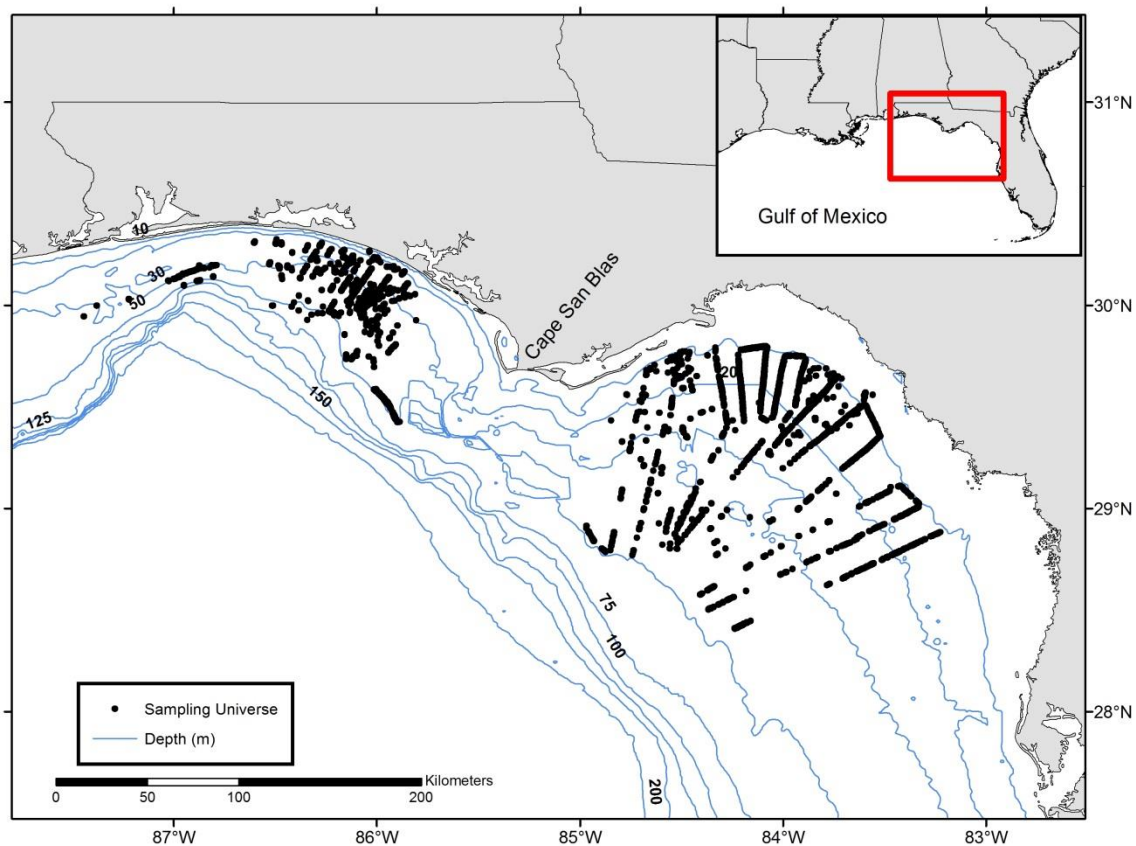 Gulf of Mexico
31°N
30°N
29°N
28°N
10
30
50
Cape San Blas
20
150
125
75
100
200
Sampling Universe
Depth (m)
Kilometers
0 50 100 200
87°W 86°W 85°W 84°W 83°W